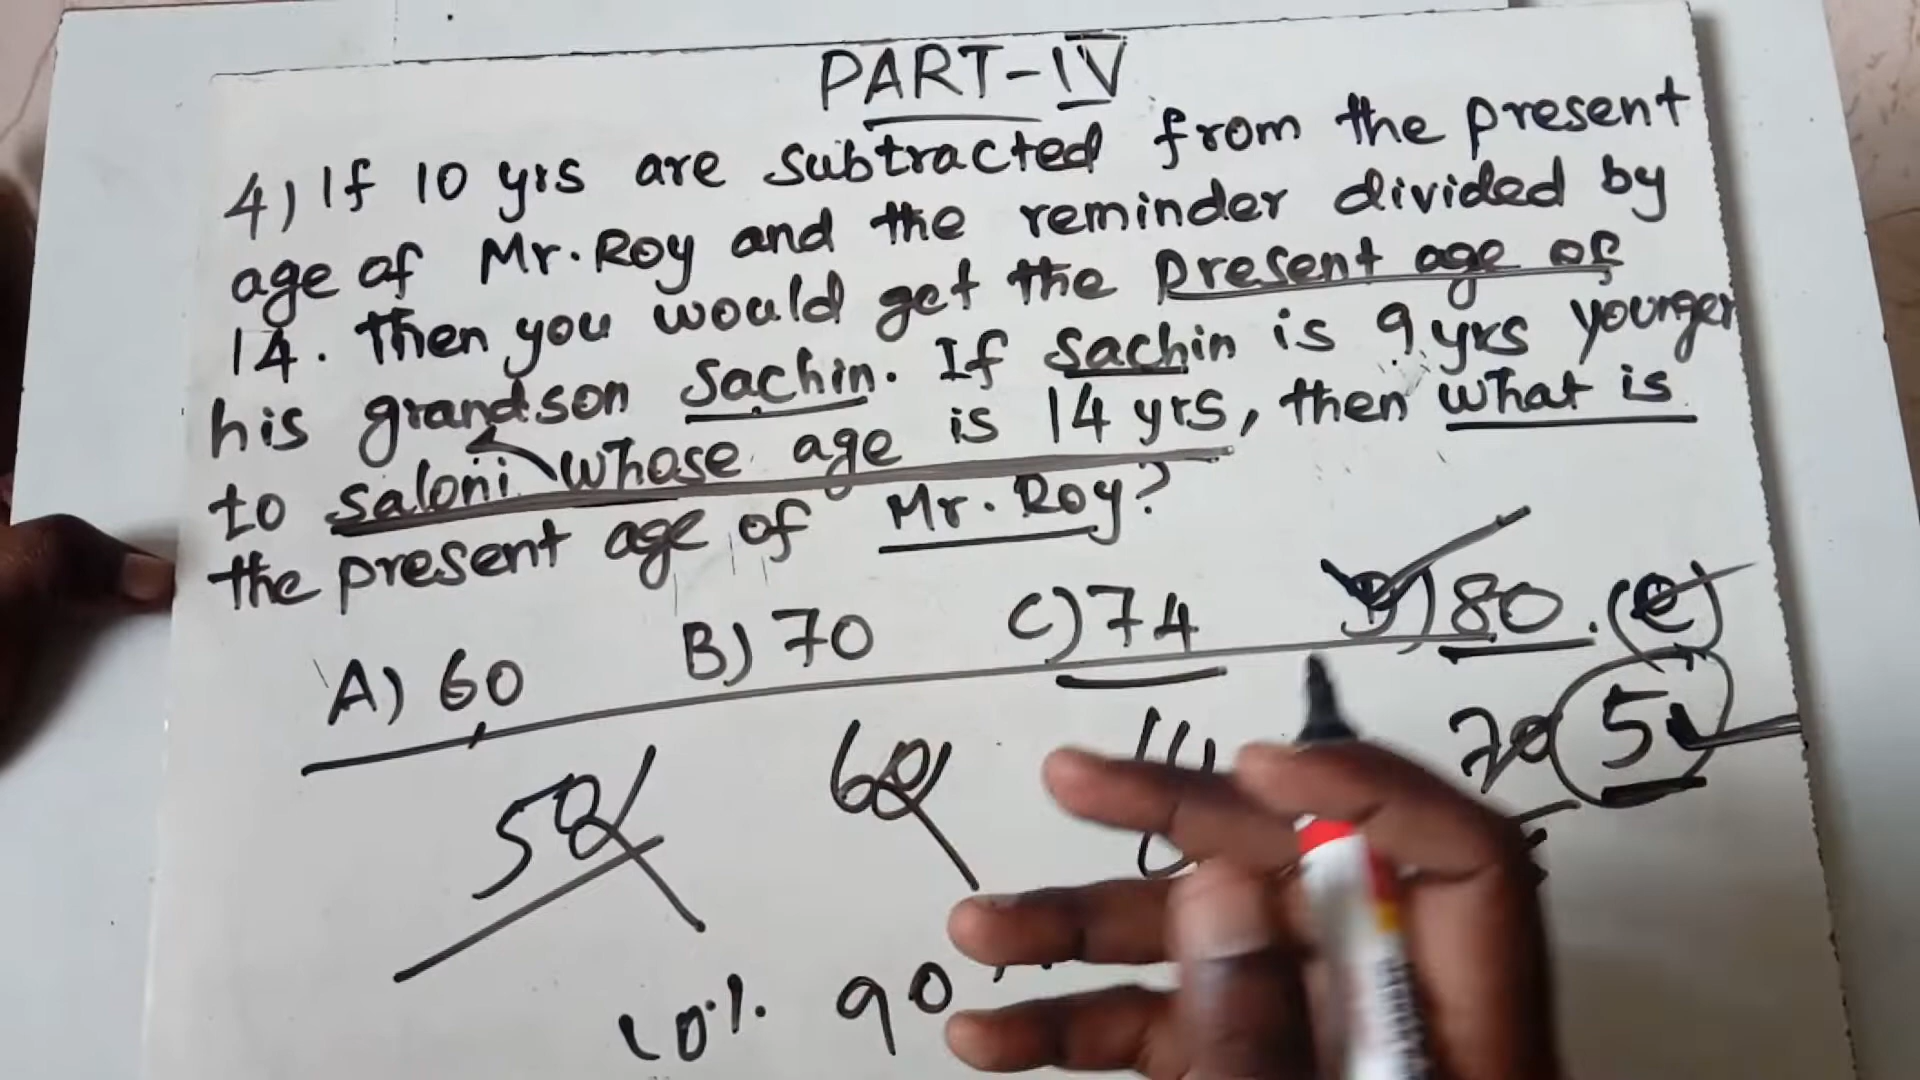 PART-IV
4) If 10 yrs are subtracted from the present
age of Mr. Roy and the reminder divided by
14. Then you would get the present age of
his grandson Sachin. If Sachin is 9 yrs younger
to Saloni whose age is 14 yrs, then what is
the present age of Mr. Roy?
A) 60 B) 70 C) 74 D) 80. (e)
50 60 70 5
10%. 90